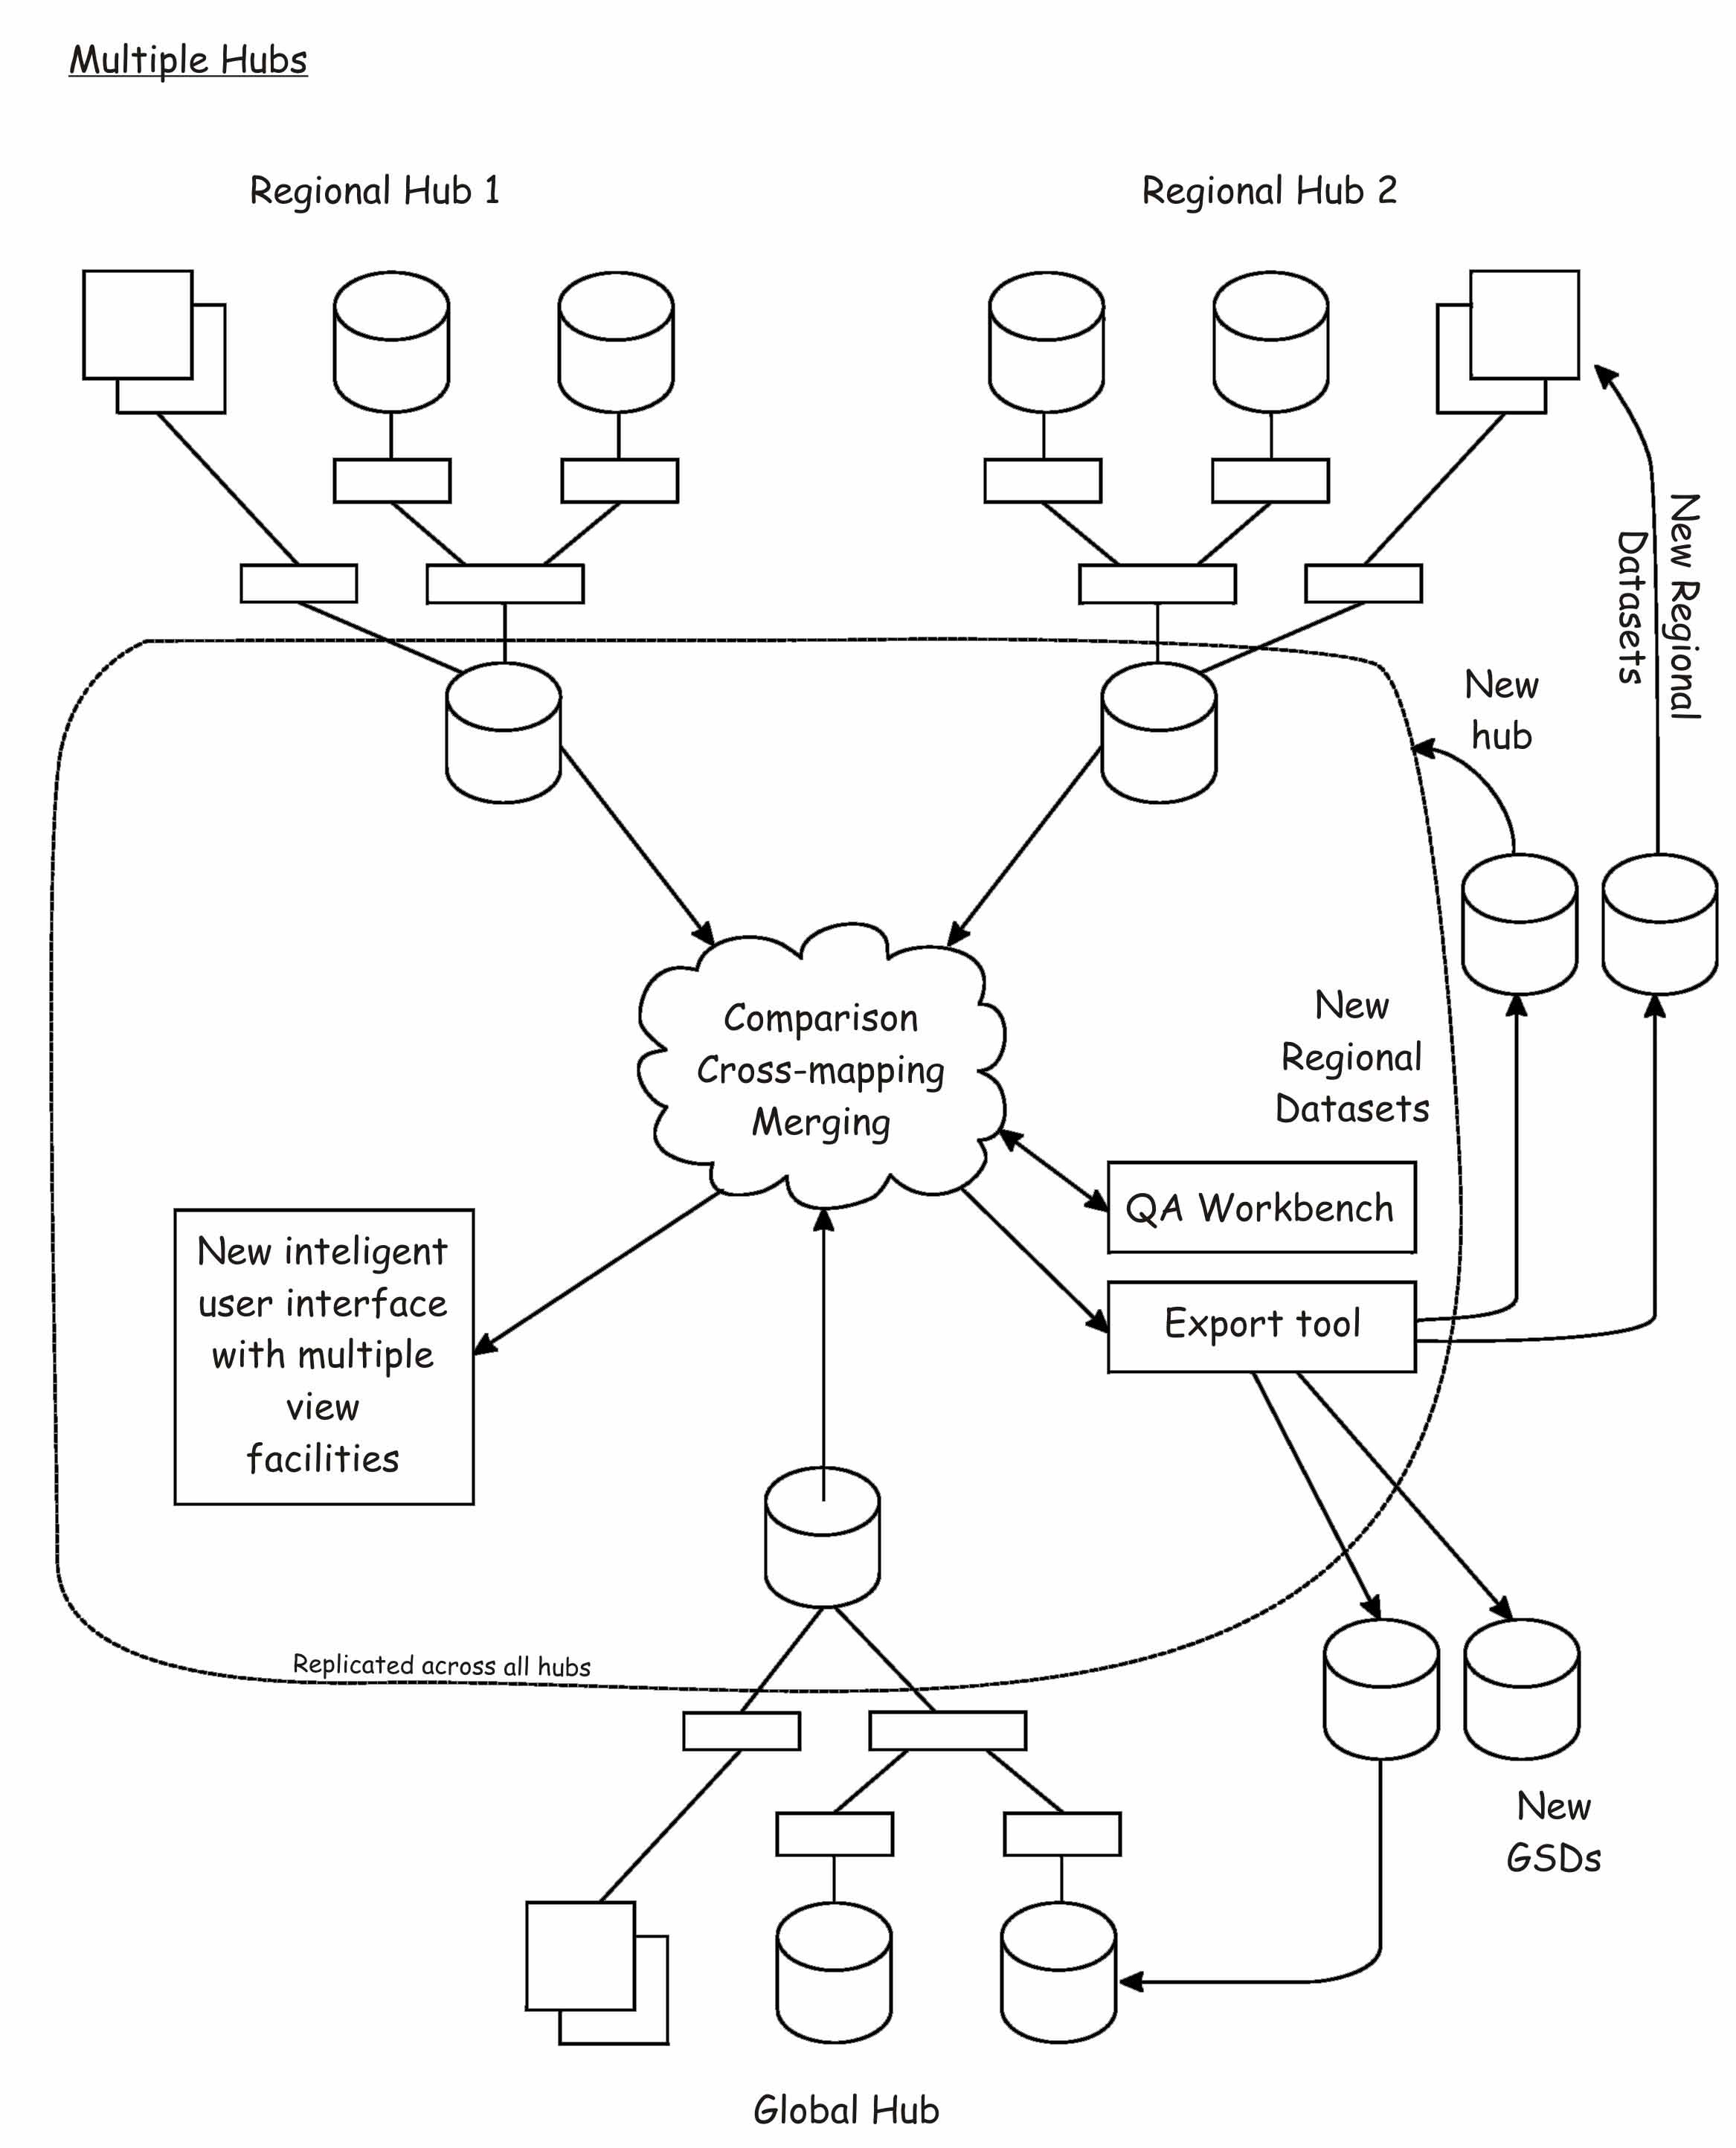 Multiple Hubs
Regional Hub 1
Regional Hub 2
New Regional
Datasets
New
hub
Comparison
Cross-mapping
Merging
New
Regional
Datasets
QA Workbench
New inteligent
user interface
with multiple
view
facilities
Export tool
Replicated across all hubs
New
GSDs
Global Hub